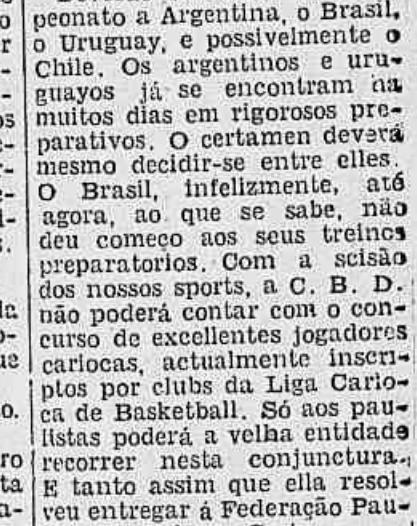 peonato a Argentina, o Brasil,
o Uruguay, e possivelmente o
Chile. Os argentinos e uru-
guayos já se encontram ha
muitos dias em rigorosos pre-
parativos. O certamen deverá
mesmo decidir-se entre elles.
O Brasil, infelizmente, até
agora, ao que se sabe, não
deu começo aos seus treinos
preparatorios. Com a scisão
dos nossos sports, a C. B. D.
não poderá contar com o con-
curso de excellentes jogadores
cariocas, actualmente inscri-
ptos por clubs da Liga Cario-
ca de Basketball. Só aos pau-
listas poderá a velha entidade
recorrer nesta conjunctura.
E tanto assim que ella resol-
veu entregar á Federação Pau-